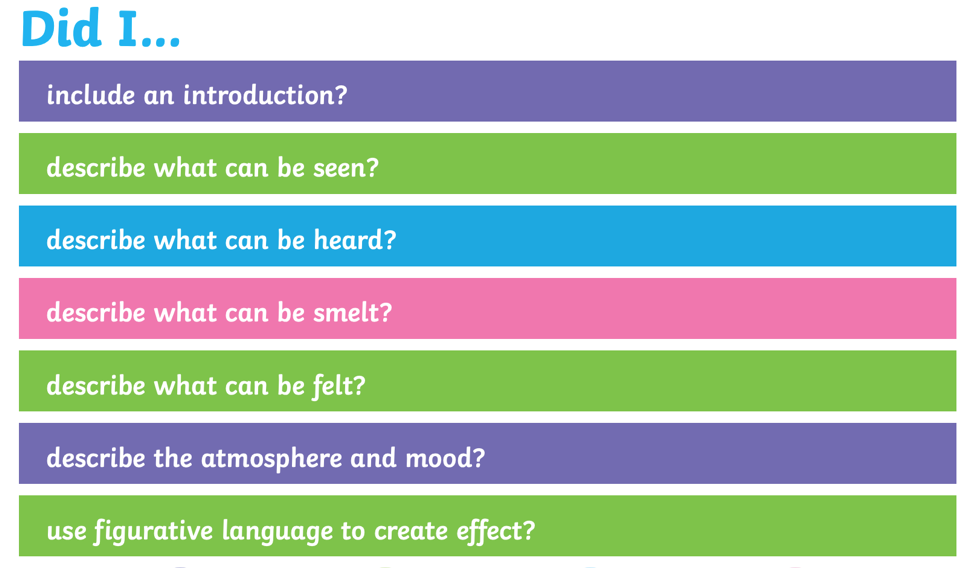 Did I...
include an introduction?
describe what can be seen?
describe what can be heard?
describe what can be smelt?
describe what can be felt?
describe the atmosphere and mood?
use figurative language to create effect?